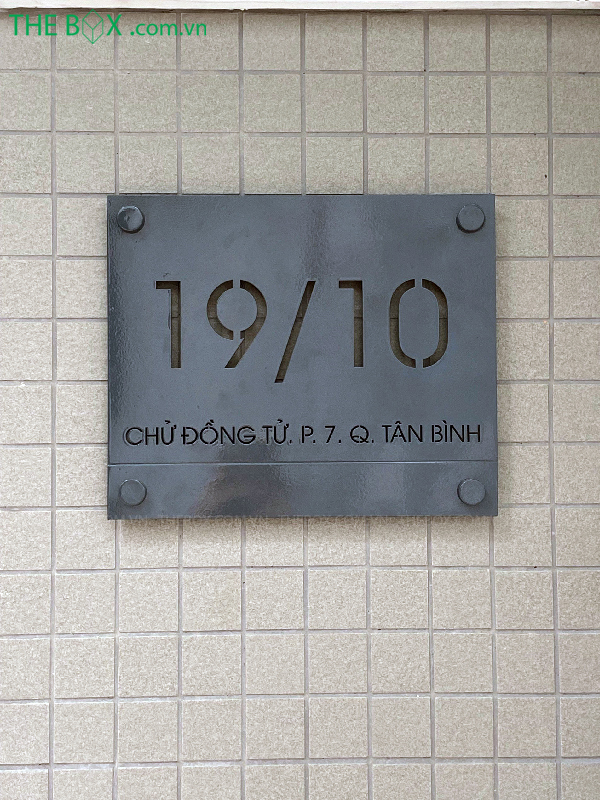 THE BOX .com.vn
19/10
CHỬ ĐỒNG TỬ. P. 7. Q. TÂN BÌNH